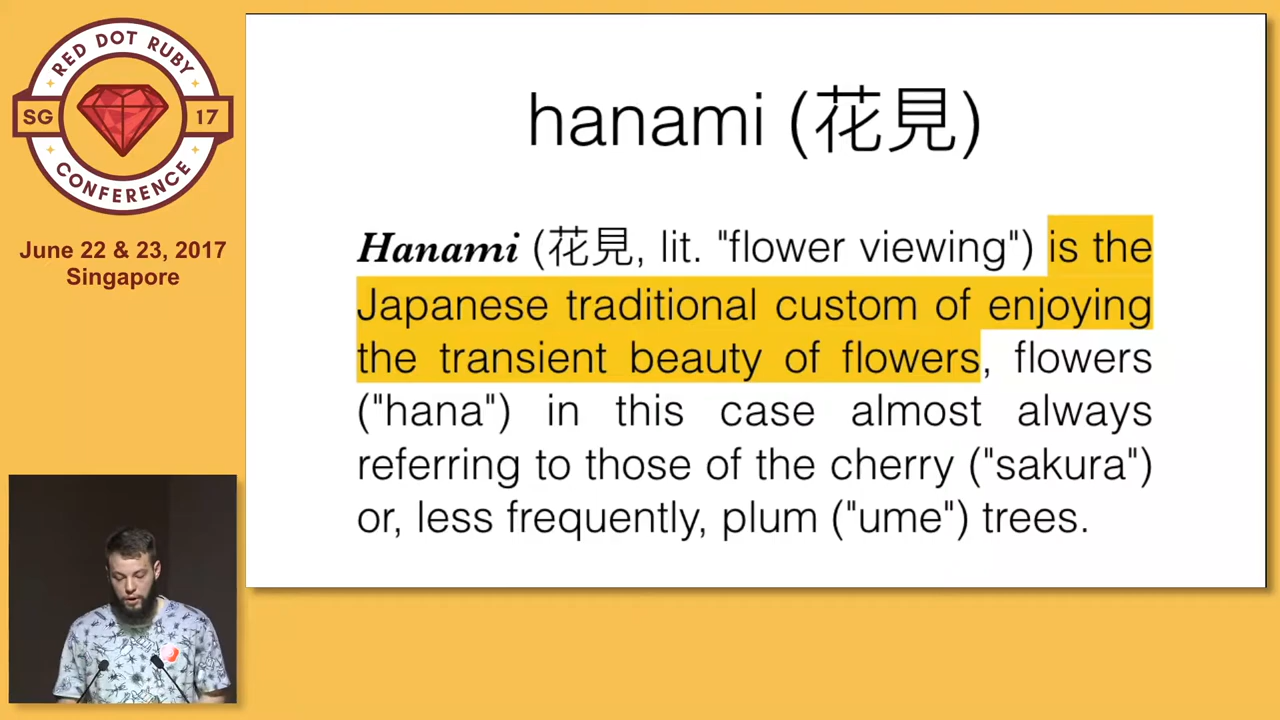 RED DOT RUBY
SG 17
CONFERENCE
June 22 & 23, 2017
Singapore
hanami (花見)
Hanami (花見, lit. "flower viewing") is the
Japanese traditional custom of enjoying
the transient beauty of flowers, flowers
("hana") in this case almost always
referring to those of the cherry ("sakura")
or, less frequently, plum ("ume") trees.